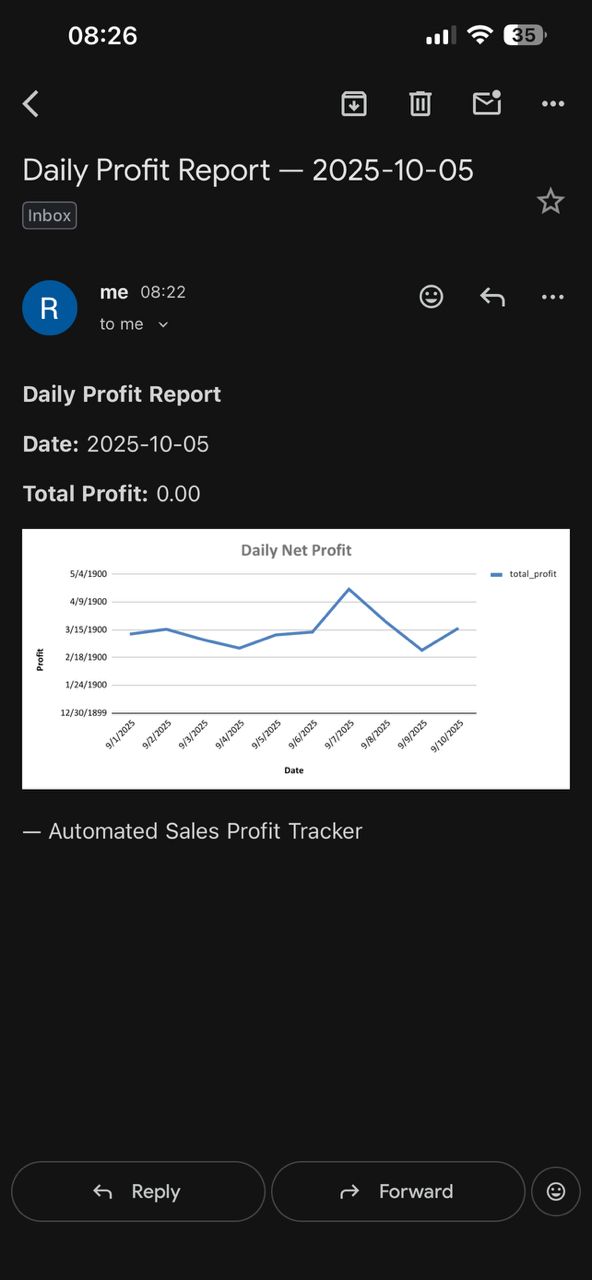 08:26
35
Daily Profit Report — 2025-10-05
Inbox
R
me 08:22
to me
Daily Profit Report
Date: 2025-10-05
Total Profit: 0.00
Daily Net Profit
total_profit
Profit
5/4/1900
4/9/1900
3/15/1900
2/18/1900
1/24/1900
12/30/1899
9/1/2025
9/2/2025
9/3/2025
9/4/2025
9/5/2025
9/6/2025
9/7/2025
9/8/2025
9/9/2025
9/10/2025
Date
— Automated Sales Profit Tracker
Reply
Forward